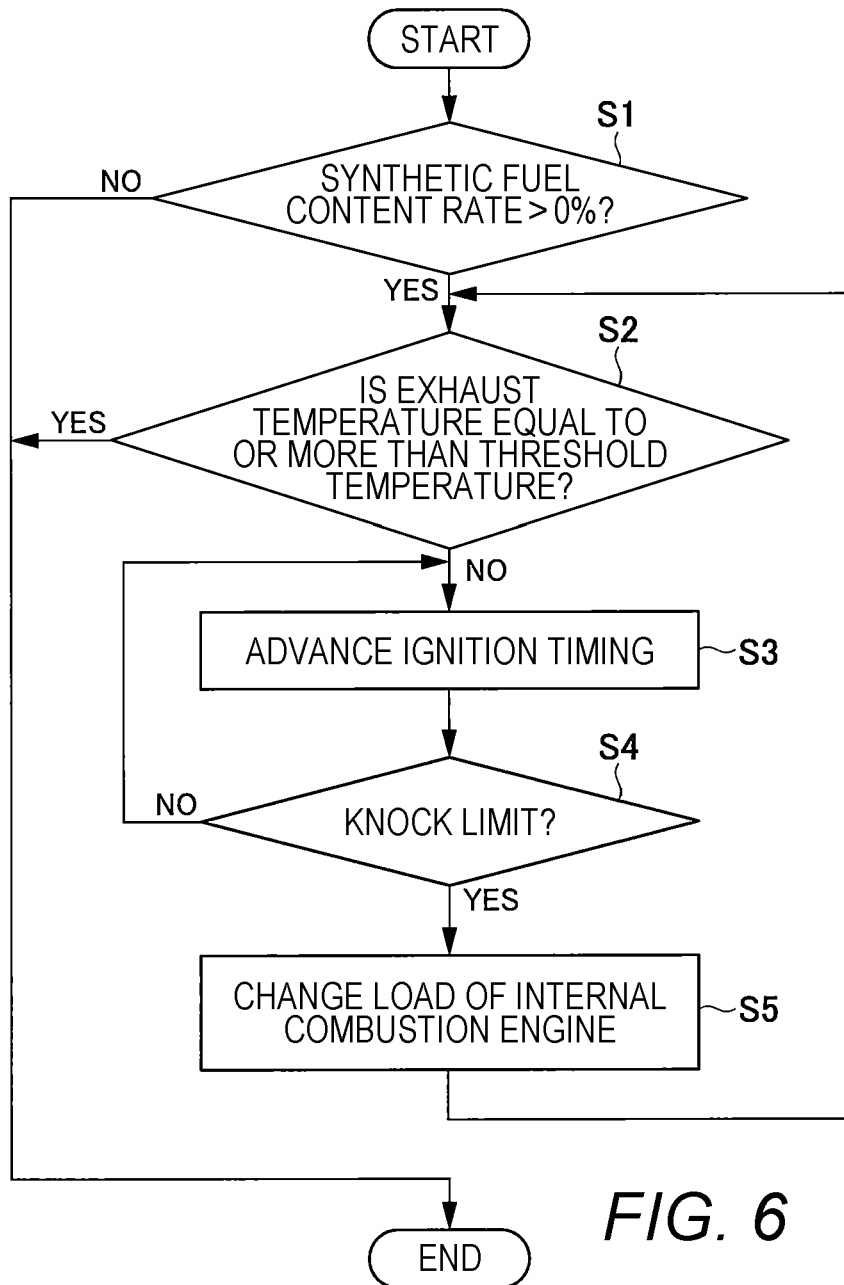 START
S1
NO
SYNTHETIC FUEL
CONTENT RATE > 0%?
YES
S2
YES
IS EXHAUST
TEMPERATURE EQUAL TO
OR MORE THAN THRESHOLD
TEMPERATURE?
NO
ADVANCE IGNITION TIMING
S3
S4
NO
KNOCK LIMIT?
YES
CHANGE LOAD OF INTERNAL
COMBUSTION ENGINE
S5
FIG. 6
END